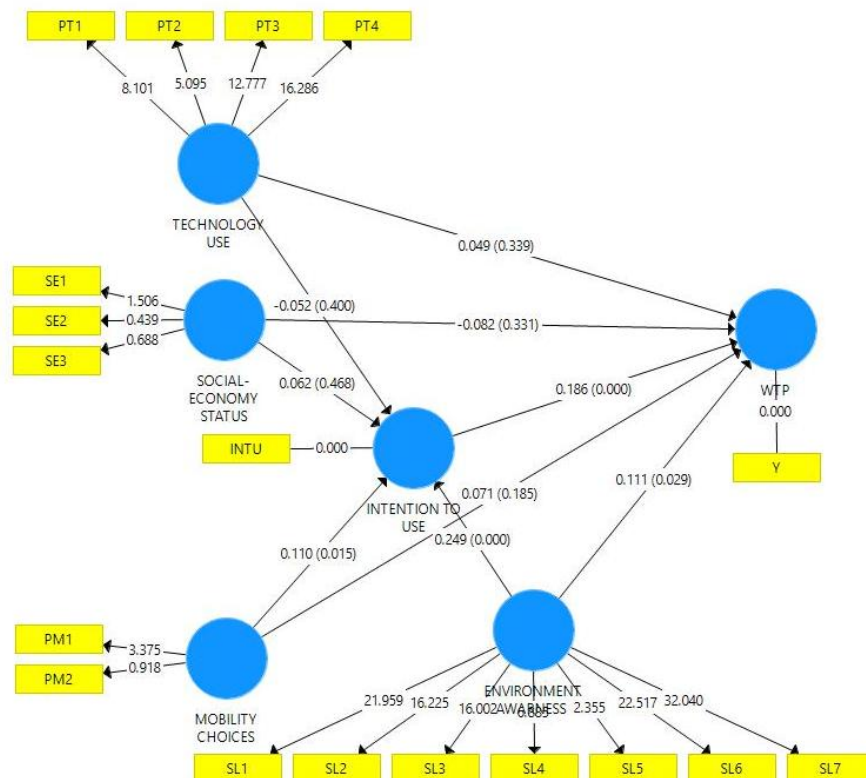 PT1
PT2
PT3
PT4
8.101
5.095
12.777
16.286
TECHNOLOGY
USE
0.049 (0.339)
SE1
SE2
SE3
1.506
0.439
0.688
-0.052 (0.400)
-0.082 (0.331)
SOCIAL-
ECONOMY
STATUS
0.062 (0.468)
WTP
0.000
0.186 (0.000)
INTU
0.000
Y
INTENTION TO
USE
0.071 (0.185)
0.111 (0.029)
0.249 (0.000)
0.110 (0.015)
PM1
PM2
3.375
0.918
MOBILITY
CHOICES
ENVIRONMENT
AWARNESS
21.959
16.225
16.002
2.355
22.517
32.040
SL1
SL2
SL3
SL4
SL5
SL6
SL7